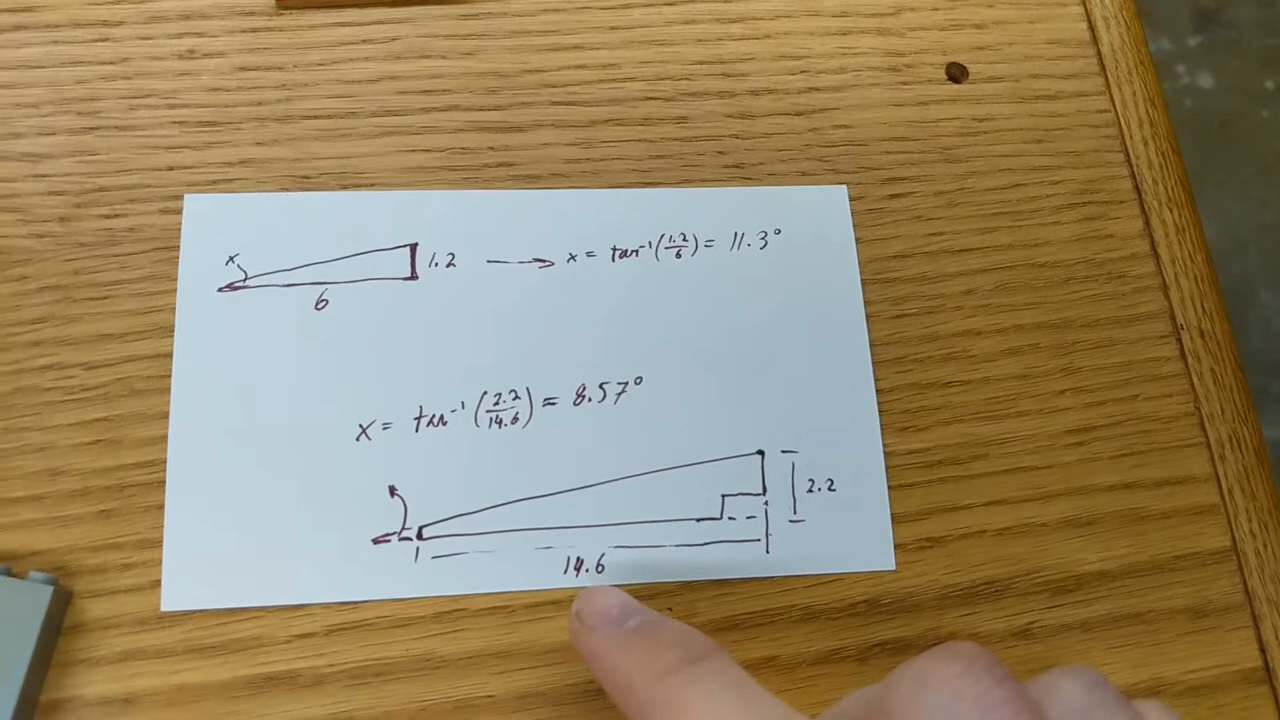 x
1.2 → x = tan⁻¹(1.2/6) = 11.3°
6
x = tan⁻¹(2.2/14.6) = 8.57°
2.2
14.6